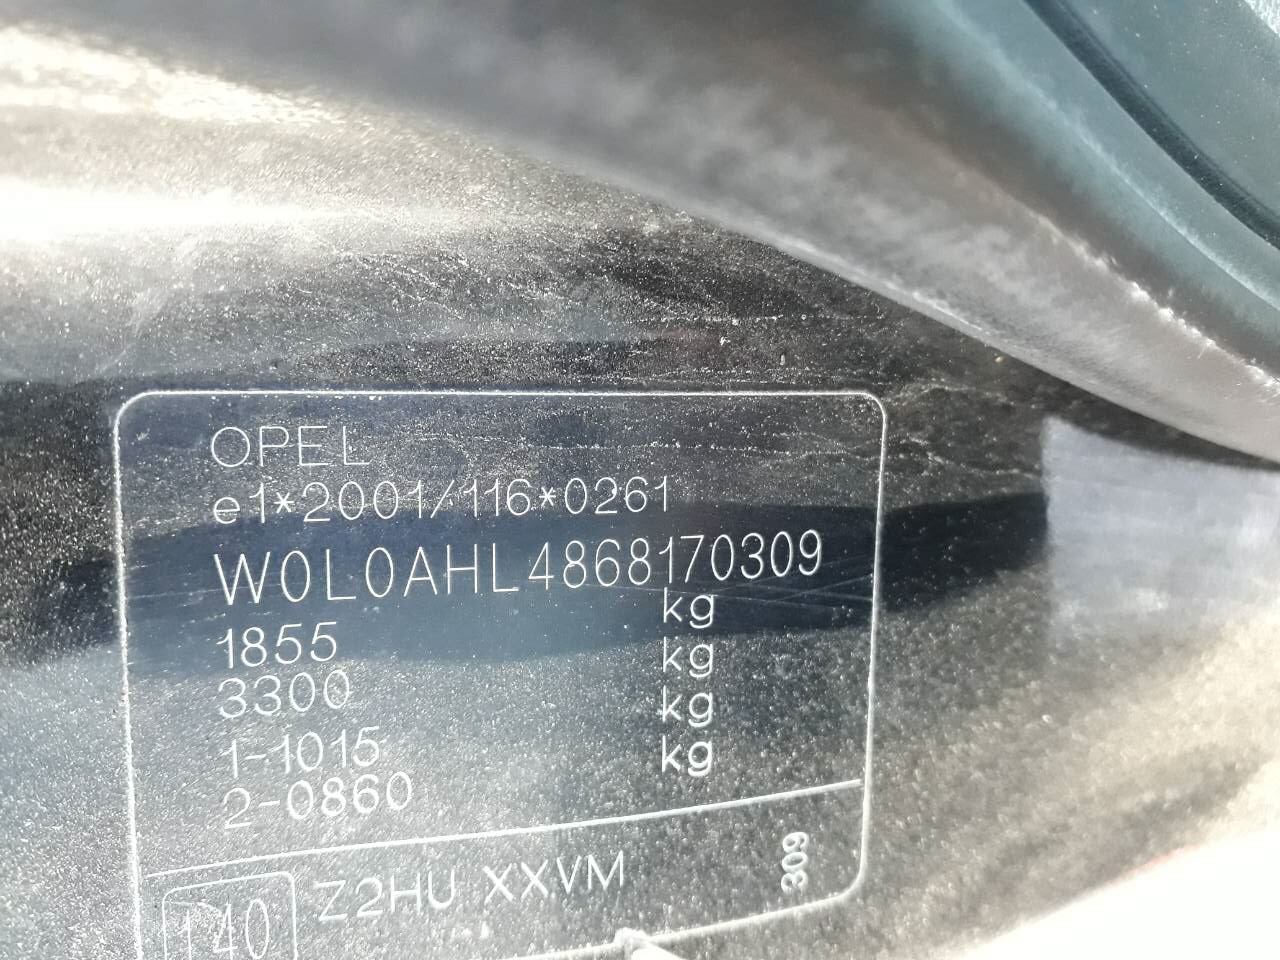 OPEL
e1*2001/116*0261
W0L0AHL4868170309
1855 kg
3300 kg
1-1015 kg
2-0860 kg
140 Z2HU XXVM 309